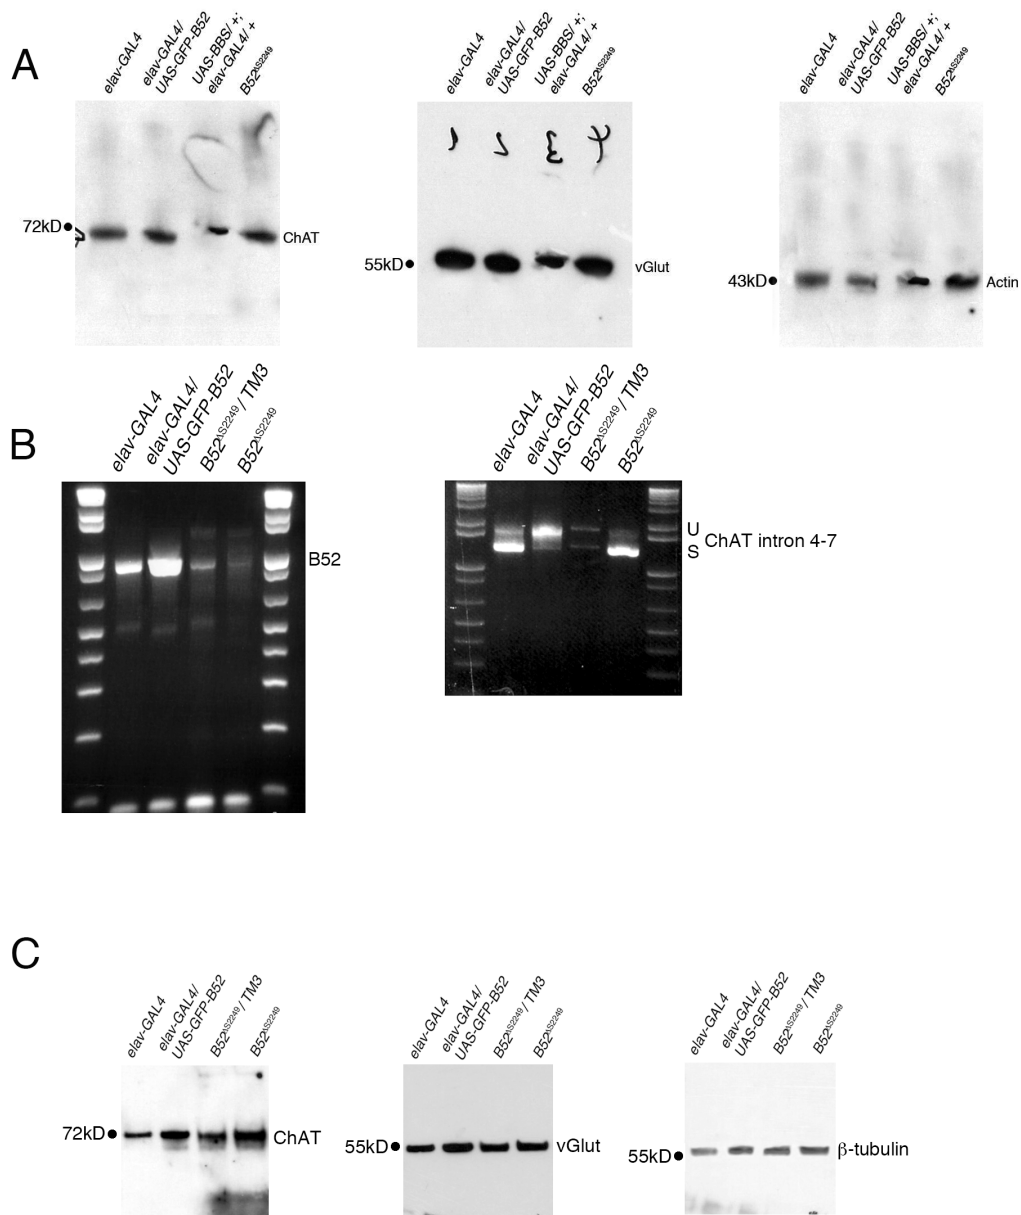 A
elav-GAL4
elav-GAL4/
UAS-GFP-B52
UAS-BBS/ +;
elav-GAL4/ +
B52ΔS2249
72kD
ChAT
elav-GAL4
elav-GAL4/
UAS-GFP-B52
UAS-BBS/ +;
elav-GAL4/ +
B52ΔS2249
1 2 3 4
55kD
vGlut
elav-GAL4
elav-GAL4/
UAS-GFP-B52
UAS-BBS/ +;
elav-GAL4/ +
B52ΔS2249
43kD
Actin
B
elav-GAL4
elav-GAL4/
UAS-GFP-B52
B52ΔS2249/ TM3
B52ΔS2249
B52
elav-GAL4
elav-GAL4/
UAS-GFP-B52
B52ΔS2249/ TM3
B52ΔS2249
U
S
ChAT intron 4-7
C
elav-GAL4
elav-GAL4/
UAS-GFP-B52
B52ΔS2249/ TM3
B52ΔS2249
72kD
ChAT
elav-GAL4
elav-GAL4/
UAS-GFP-B52
B52ΔS2249/ TM3
B52ΔS2249
55kD
vGlut
elav-GAL4
elav-GAL4/
UAS-GFP-B52
B52ΔS2249/ TM3
B52ΔS2249
55kD
β-tubulin